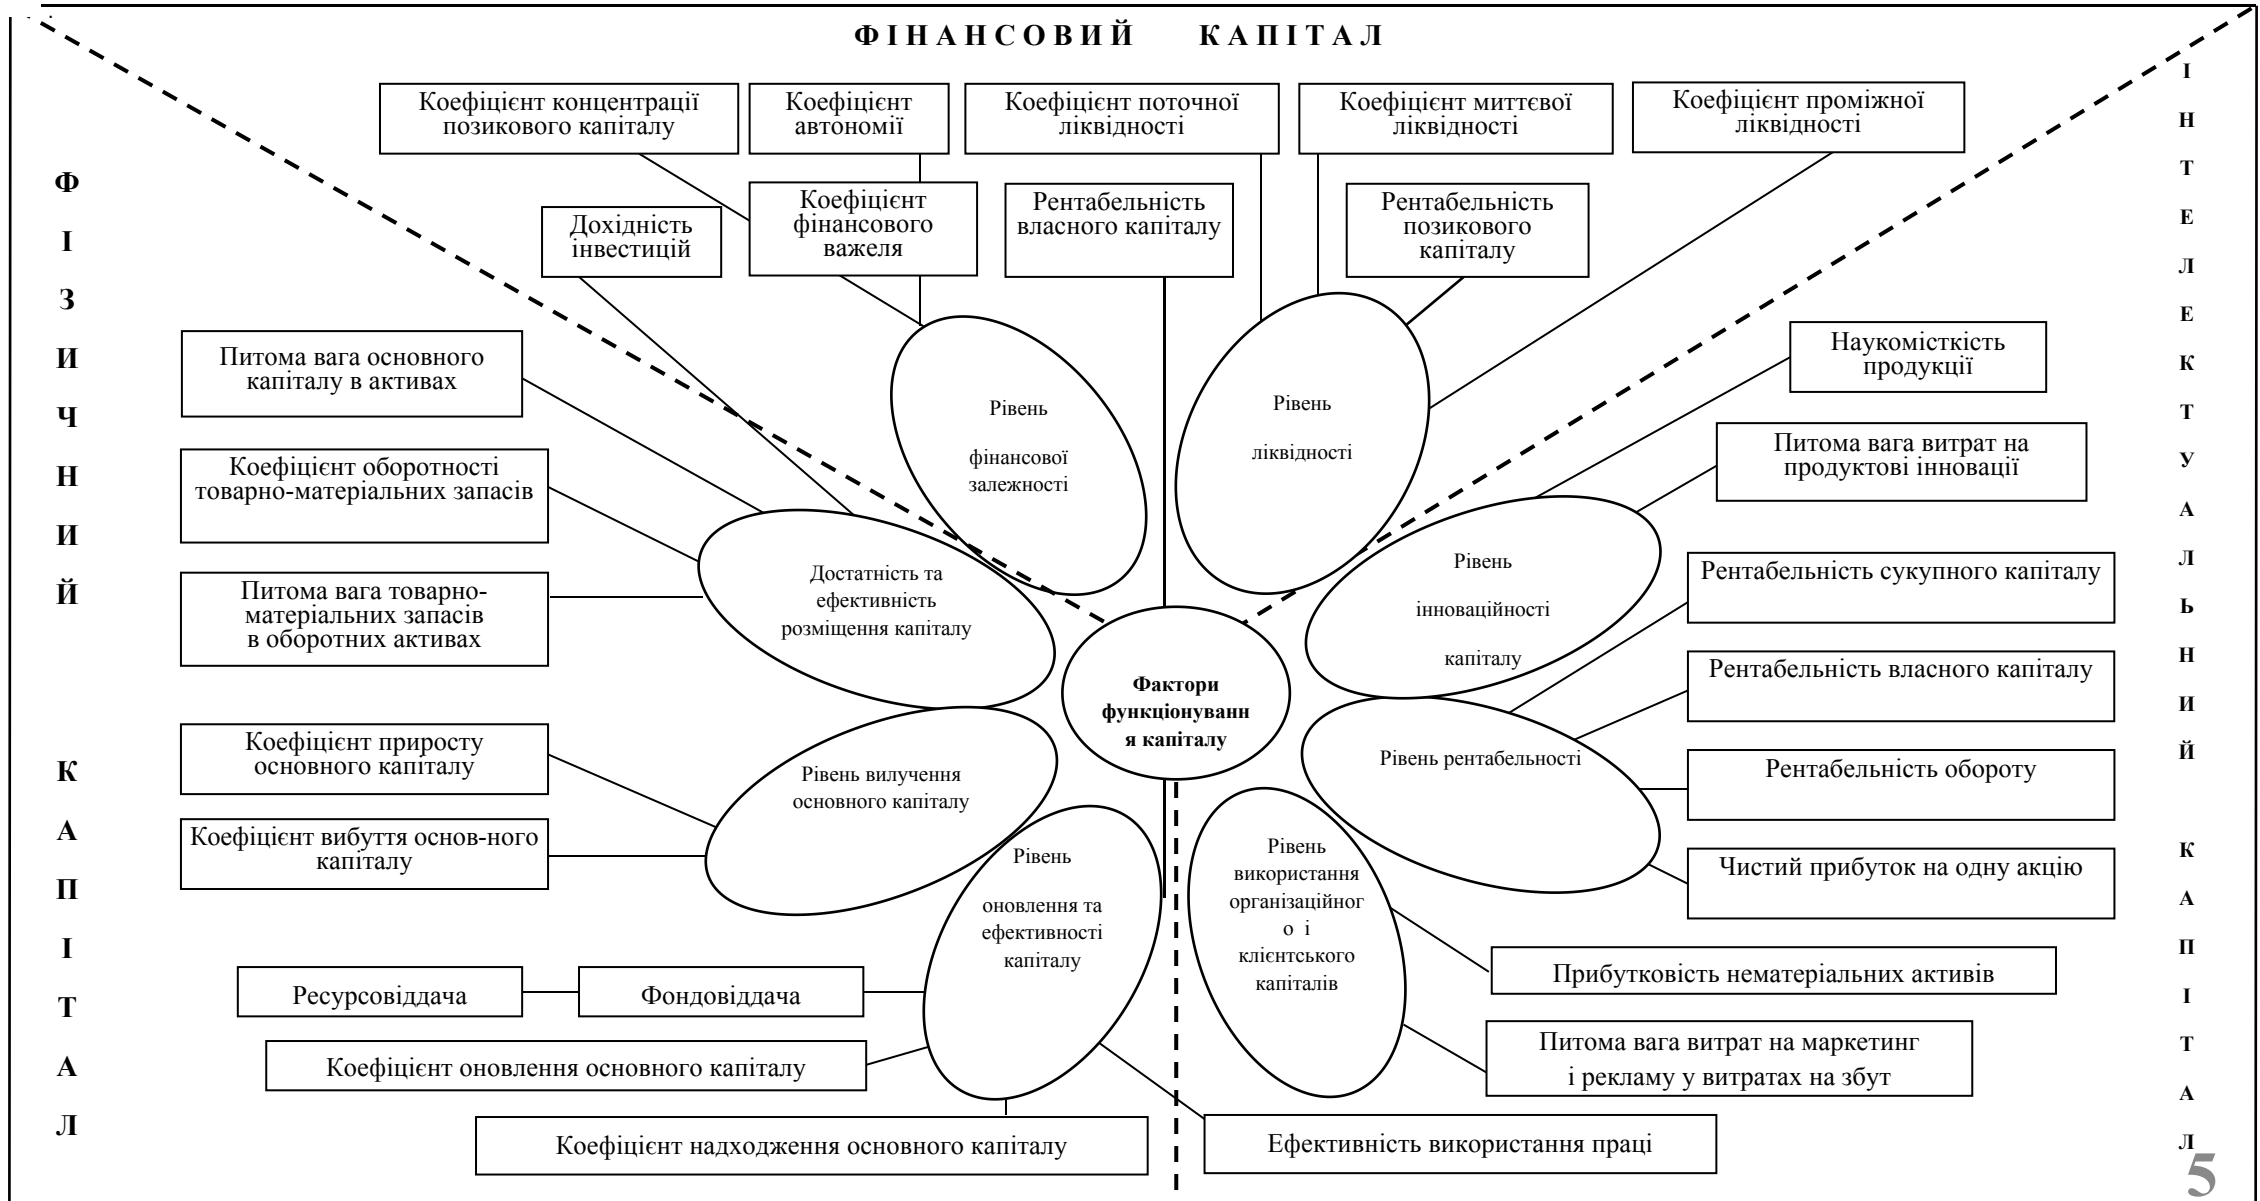 ФІНАНСОВИЙ КАПІТАЛ
Коефіцієнт концентрації
позикового капіталу
Коефіцієнт
автономії
Коефіцієнт поточної
ліквідності
Коефіцієнт миттєвої
ліквідності
Коефіцієнт проміжної
ліквідності
Дохідність
інвестицій
Коефіцієнт
фінансового
важеля
Рентабельність
власного капіталу
Рентабельність
позикового
капіталу
ФІЗИЧНИЙ КАПІТАЛ
ІНТЕЛЕКТУАЛЬНИЙ КАПІТАЛ
Питома вага основного
капіталу в активах
Коефіцієнт оборотності
товарно-матеріальних запасів
Питома вага товарно-
матеріальних запасів
в оборотних активах
Коефіцієнт приросту
основного капіталу
Коефіцієнт вибуття основ-ного
капіталу
Ресурсовіддача
Фондовіддача
Коефіцієнт оновлення основного капіталу
Коефіцієнт надходження основного капіталу
Рівень
фінансової
залежності
Рівень
ліквідності
Достатність та
ефективність
розміщення капіталу
Рівень
інноваційності
капіталу
Фактори
функціонуванн
я капіталу
Рівень вилучення
основного капіталу
Рівень рентабельності
Рівень
оновлення та
ефективності
капіталу
Рівень
використання
організаційног
о і
клієнтського
капіталів
Наукомісткість
продукції
Питома вага витрат на
продуктові інновації
Рентабельність сукупного капіталу
Рентабельність власного капіталу
Рентабельність обороту
Чистий прибуток на одну акцію
Прибутковість нематеріальних активів
Питома вага витрат на маркетинг
і рекламу у витратах на збут
Ефективність використання праці
5